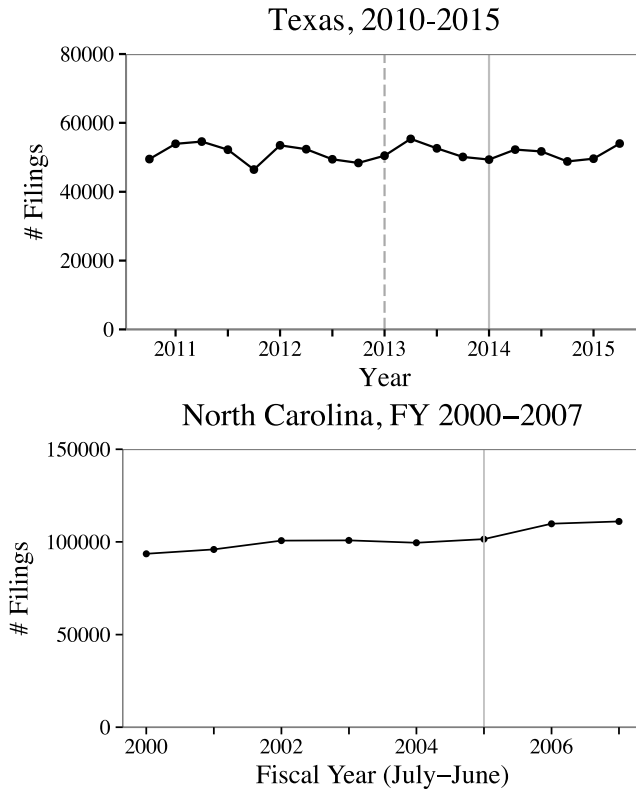 Texas, 2010-2015
80000
60000
40000
20000
0
# Filings
2011 2012 2013 2014 2015
Year
North Carolina, FY 2000–2007
150000
100000
50000
0
# Filings
2000 2002 2004 2006
Fiscal Year (July–June)